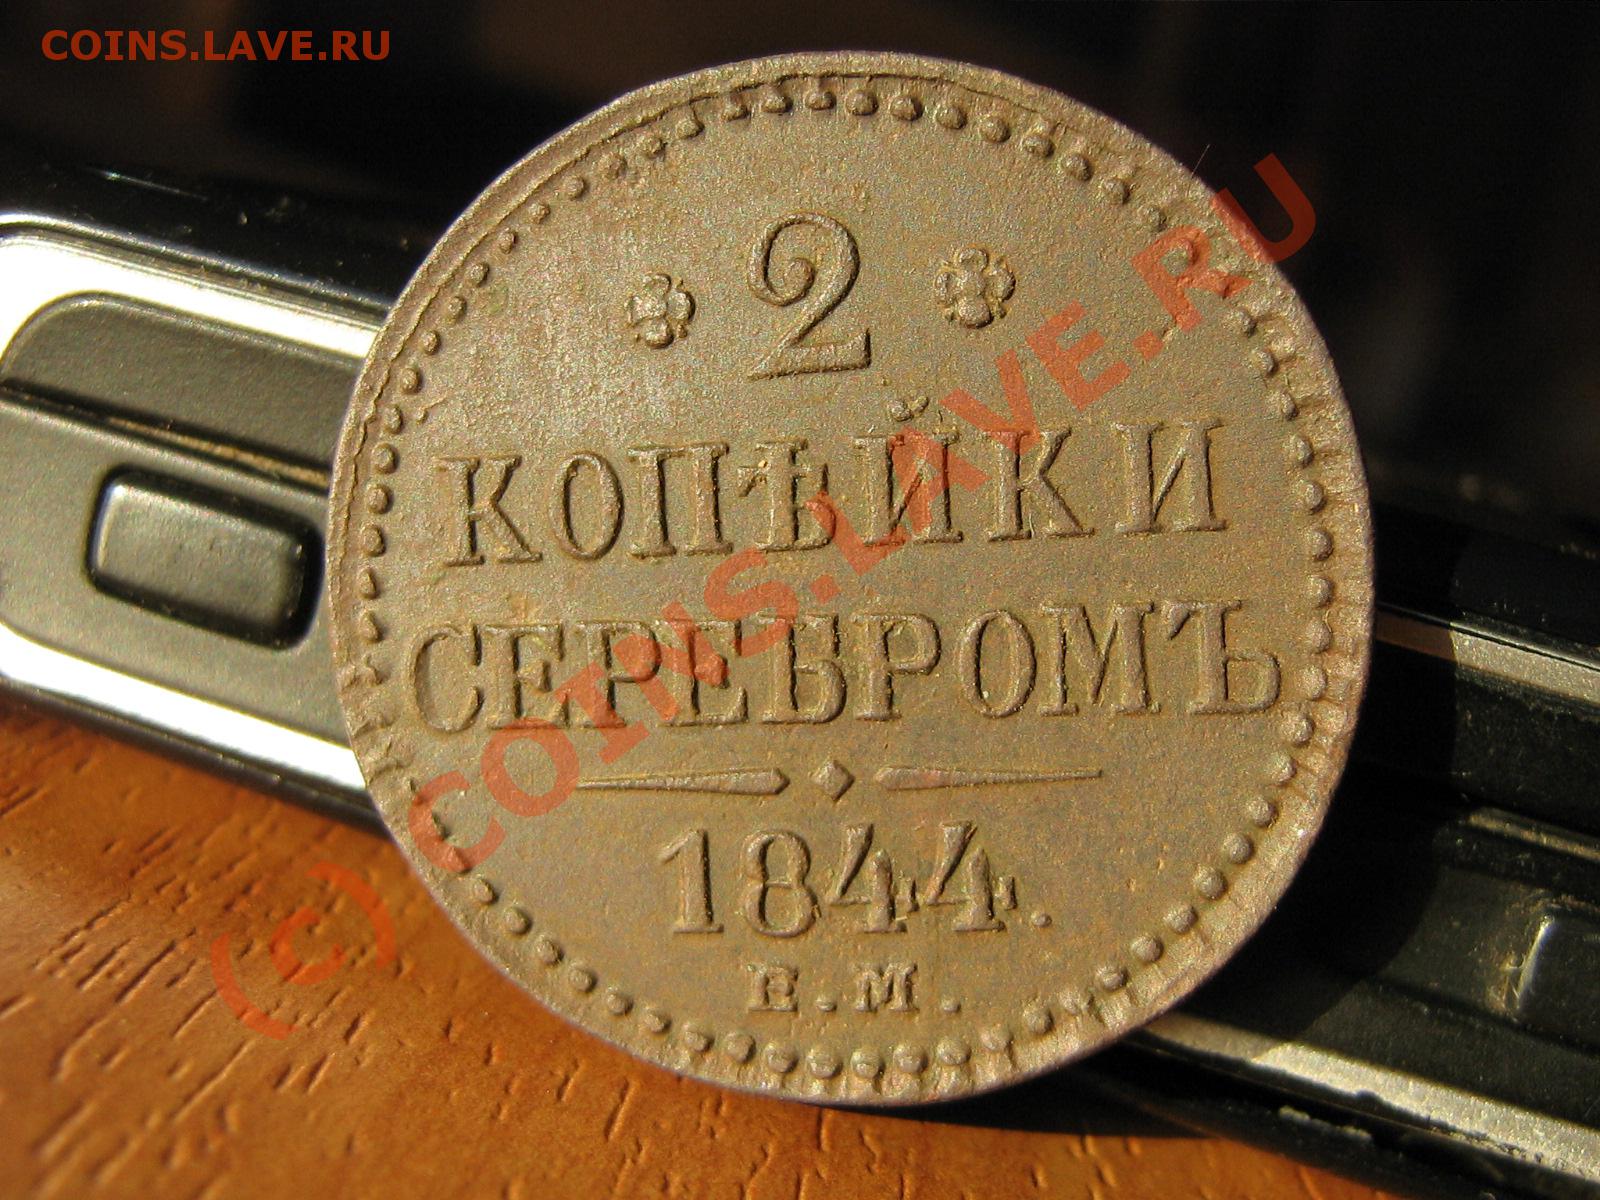 COINS.LAVE.RU
2
КОПѢЙКИ
СЕРЕБРОМЪ
1844.
Е.М.
(c) COINS.LAVE.RU